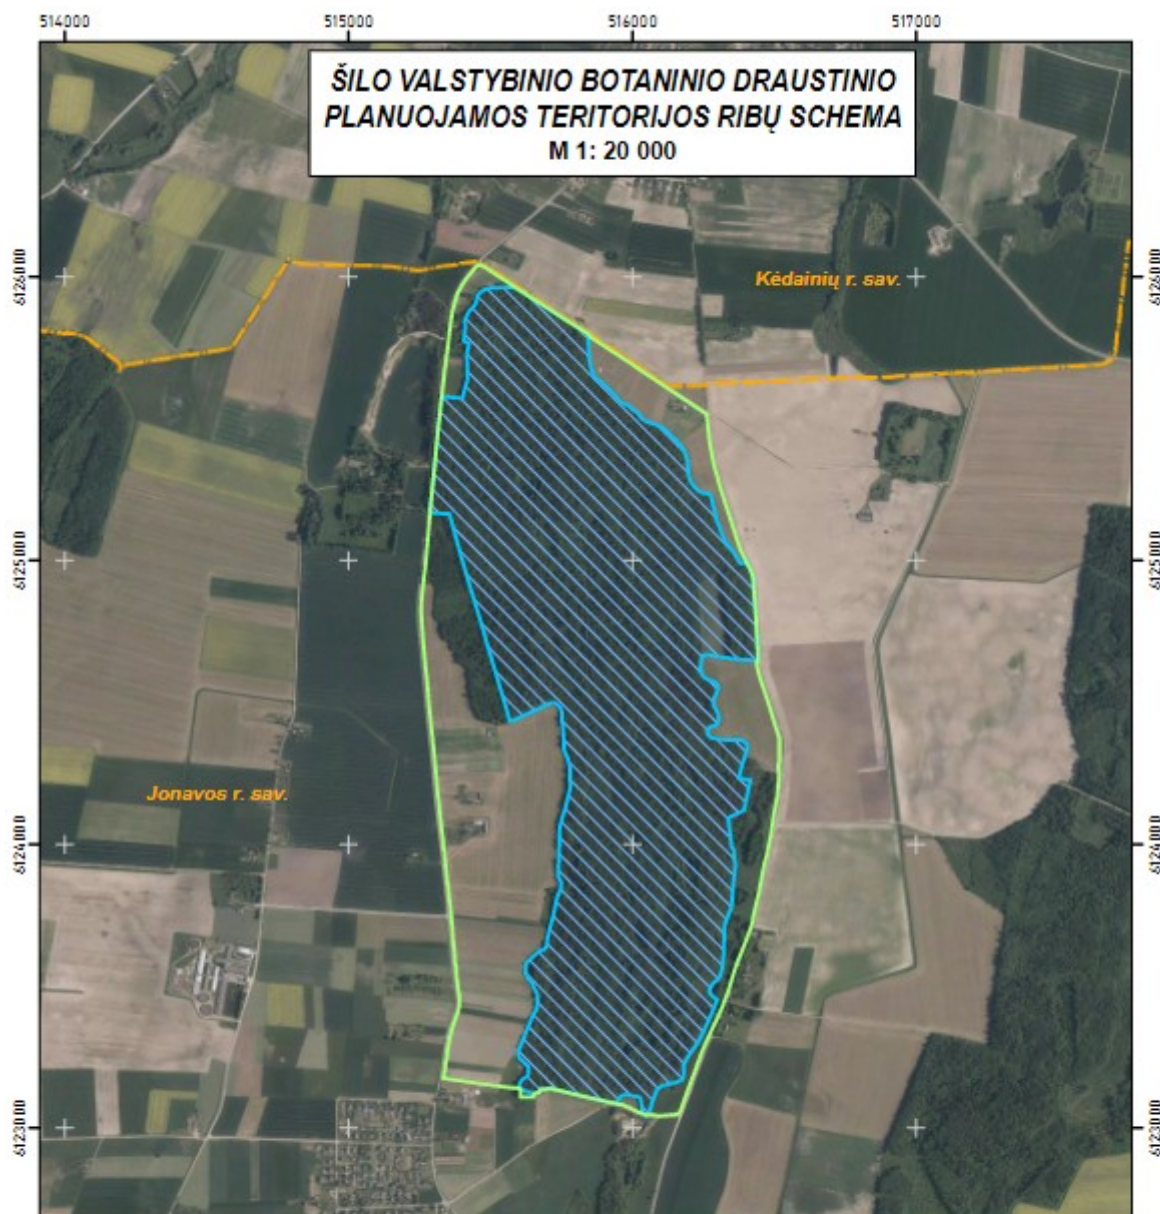 514000 515000 516000 517000
ŠILO VALSTYBINIO BOTANINIO DRAUSTINIO
PLANUOJAMOS TERITORIJOS RIBŲ SCHEMA
M 1: 20 000
6126000 6126000
Kėdainių r. sav.
6125000 6125000
Jonavos r. sav.
6124000 6124000
6123000 6123000